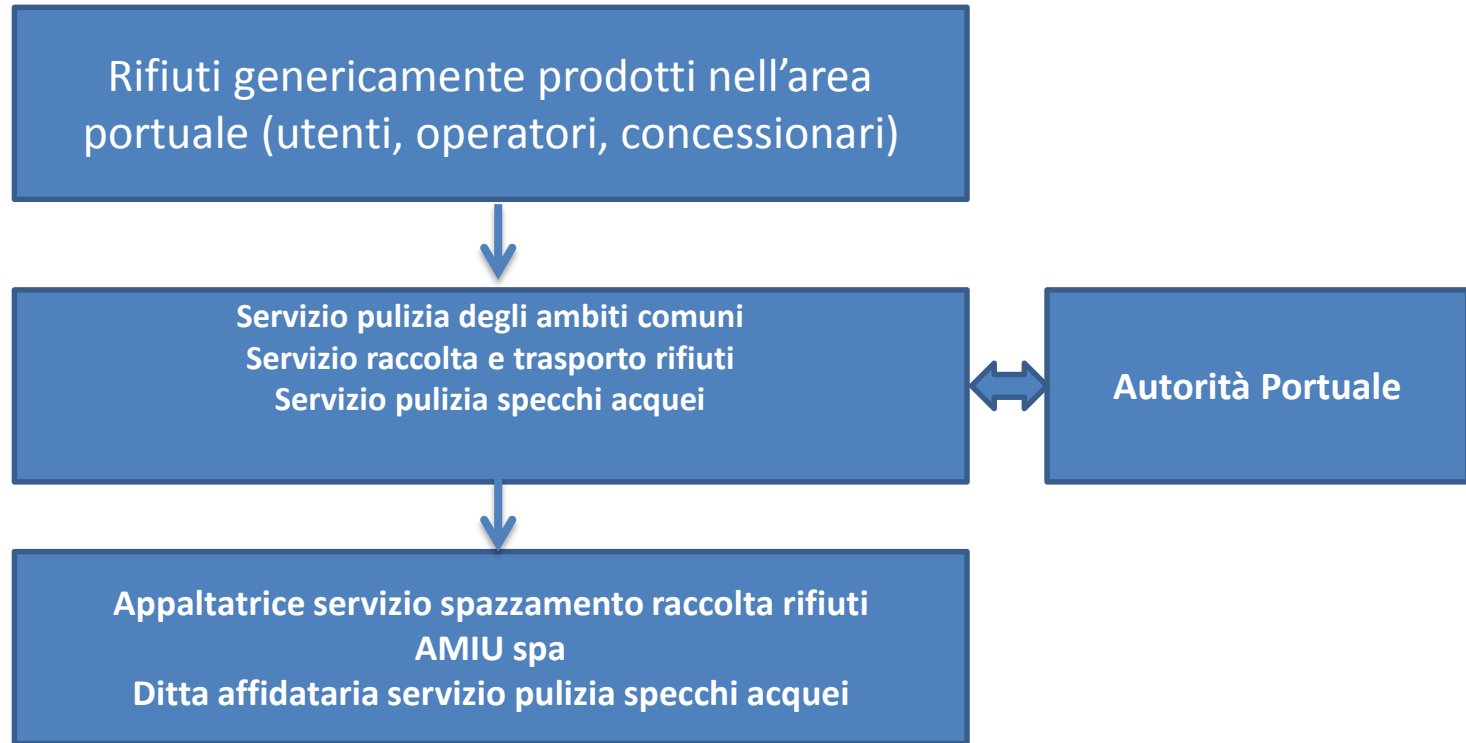 Rifiuti genericamente prodotti nell’area
portuale (utenti, operatori, concessionari)
Servizio pulizia degli ambiti comuni
Servizio raccolta e trasporto rifiuti
Servizio pulizia specchi acquei
Autorità Portuale
Appaltatrice servizio spazzamento raccolta rifiuti
AMIU spa
Ditta affidataria servizio pulizia specchi acquei